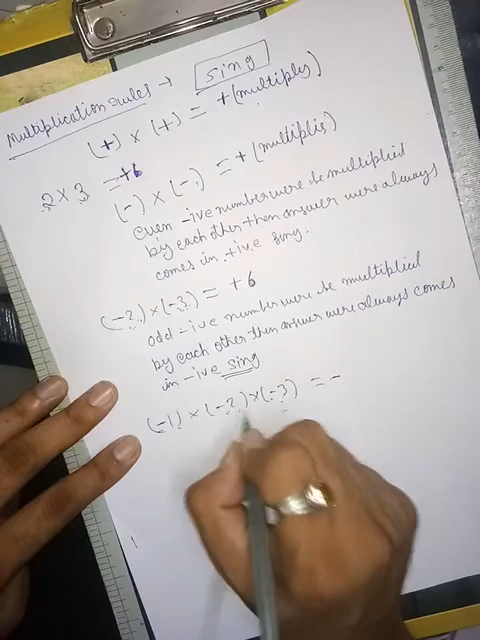 Multiplication rules → sing
(+) × (+) = +(multiply)
2 × 3 = +6
(-) × (-) = + (multiplis)
even -ive number were be multiplied
by each other then answer were always
comes in +ive sing.
(-2) × (-3) = +6
odd -ive number were be multiplied
by each other then answer were always comes
in -ive sing
(-1) × (-2) × (-3) = -